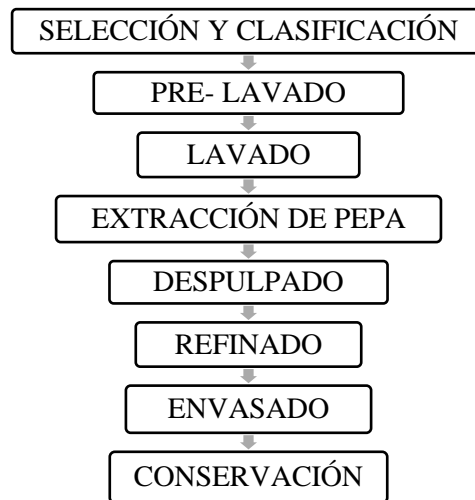 SELECCIÓN Y CLASIFICACIÓN
PRE- LAVADO
LAVADO
EXTRACCIÓN DE PEPA
DESPULPADO
REFINADO
ENVASADO
CONSERVACIÓN